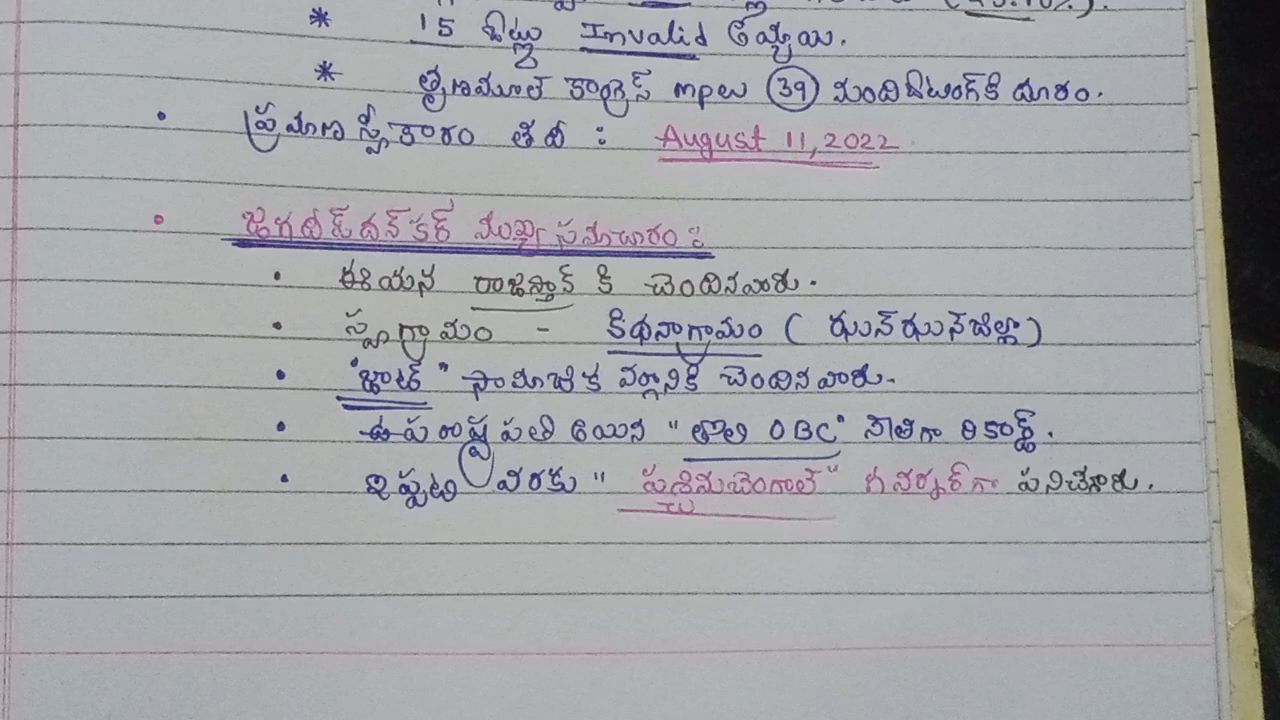 * 15 ఓట్లు Invalid అయ్యాయి.
* తృణామూల్ కాంగ్రెస్ mpలు 39 మంది ఓటింగ్‌కి దూరం.
• ప్రమాణ స్వీకారం తేది : August 11, 2022
• జగదీప్ ధన్‌కర్ ముఖ్య సమాచారం :
• ఈయన రాజస్తాన్ కి చెందినవారు.
• స్వగ్రామం - కిథనాగ్రామం ( ఝున్‌ఝున్‌జిల్లా )
• "జాట్" సామాజిక వర్గానికి చెందినవారు.
• ఉపరాష్ట్రపతి అయిన "తొలి OBC" నేతగా రికార్డ్.
• ఇప్పటి వరకు "పశ్చిమబెంగాల్" గవర్నర్‌గా పనిచేశారు.